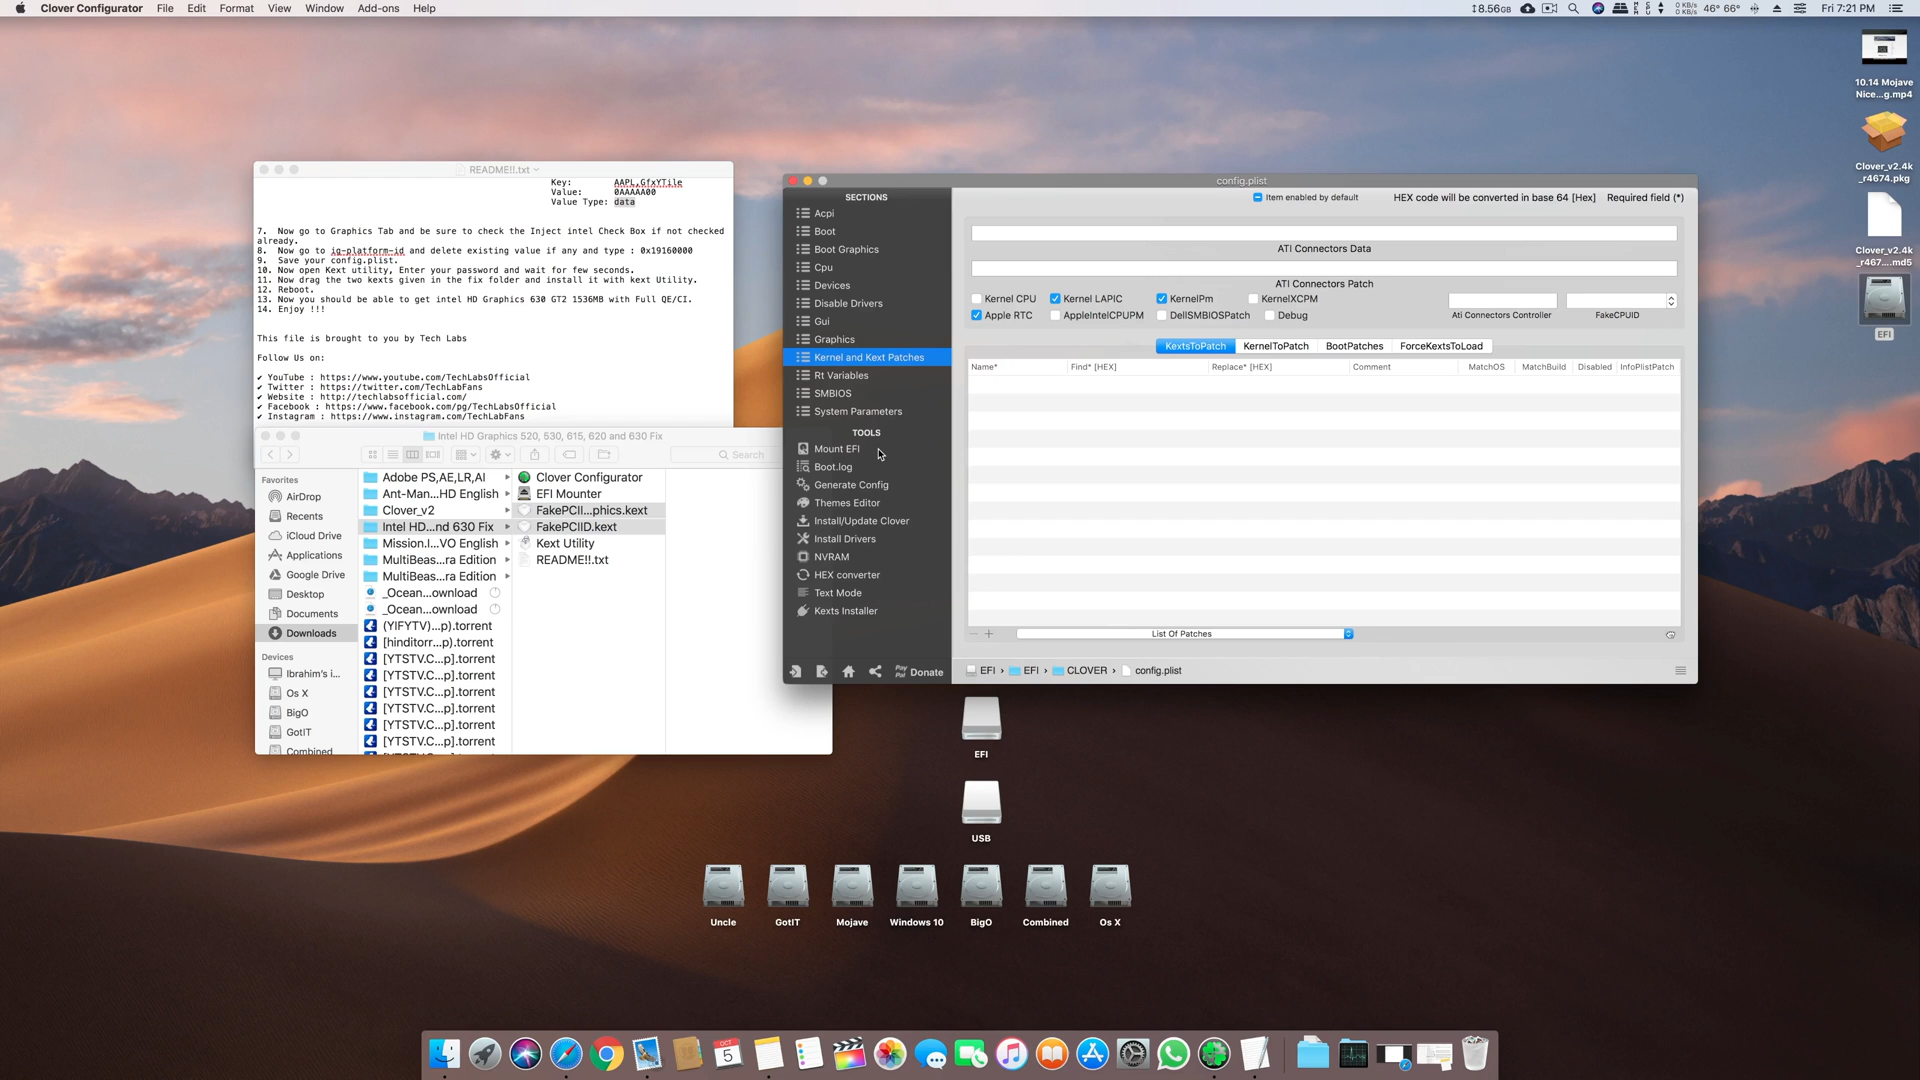 Clover Configurator File Edit Format View Window Add-ons Help
8.56GB 0 KB/s 0 KB/s 46° 66° Fri 7:21 PM
10.14 Mojave
Nice...g.mp4
Clover_v2.4k
_r4674.pkg
Clover_v2.4k
_r467....md5
EFI
README!!.txt
Key: AAPL,GfxYTile
Value: 0AAAAA00
Value Type: data
7. Now go to Graphics Tab and be sure to check the Inject intel Check Box if not checked
already.
8. Now go to ig-platform-id and delete existing value if any and type : 0x19160000
9. Save your config.plist.
10. Now open Kext utility, Enter your password and wait for few seconds.
11. Now drag the two kexts given in the fix folder and install it with kext Utility.
12. Reboot.
13. Now you should be able to get intel HD Graphics 630 GT2 1536MB with Full QE/CI.
14. Enjoy !!!
This file is brought to you by Tech Labs
Follow Us on:
✔ YouTube : https://www.youtube.com/TechLabsOfficial
✔ Twitter : https://twitter.com/TechLabFans
✔ Website : http://techlabsofficial.com/
✔ Facebook : https://www.facebook.com/pg/TechLabsOfficial
✔ Instagram : https://www.instagram.com/TechLabFans
Intel HD Graphics 520, 530, 615, 620 and 630 Fix
Search
Favorites
AirDrop
Recents
iCloud Drive
Applications
Google Drive
Desktop
Documents
Downloads
Devices
Ibrahim's i...
Os X
BigO
GotIT
Combined
Adobe PS,AE,LR,AI
Ant-Man...HD English
Clover_v2
Intel HD...nd 630 Fix
Mission.I...VO English
MultiBeas...ra Edition
MultiBeas...ra Edition
_Ocean...ownload
_Ocean...ownload
(YIFYTV)...p).torrent
[hinditorr...p).torrent
[YTSTV.C...p].torrent
[YTSTV.C...p].torrent
[YTSTV.C...p].torrent
[YTSTV.C...p].torrent
[YTSTV.C...p].torrent
[YTSTV.C...p].torrent
Clover Configurator
EFI Mounter
FakePCII...phics.kext
FakePCIID.kext
Kext Utility
README!!.txt
config.plist
SECTIONS
Acpi
Boot
Boot Graphics
Cpu
Devices
Disable Drivers
Gui
Graphics
Kernel and Kext Patches
Rt Variables
SMBIOS
System Parameters
TOOLS
Mount EFI
Boot.log
Generate Config
Themes Editor
Install/Update Clover
Install Drivers
NVRAM
HEX converter
Text Mode
Kexts Installer
Pay Pal Donate
Item enabled by default HEX code will be converted in base 64 [Hex] Required field (*)
ATI Connectors Data
ATI Connectors Patch
Kernel CPU Kernel LAPIC KernelPm KernelXCPM
Apple RTC AppleIntelCPUPM DellSMBIOSPatch Debug Ati Connectors Controller FakeCPUID
KextsToPatch KernelToPatch BootPatches ForceKextsToLoad
Name* Find* [HEX] Replace* [HEX] Comment MatchOS MatchBuild Disabled InfoPlistPatch
List Of Patches
EFI › EFI › CLOVER › config.plist
EFI
USB
Uncle GotIT Mojave Windows 10 BigO Combined Os X
OCT
5